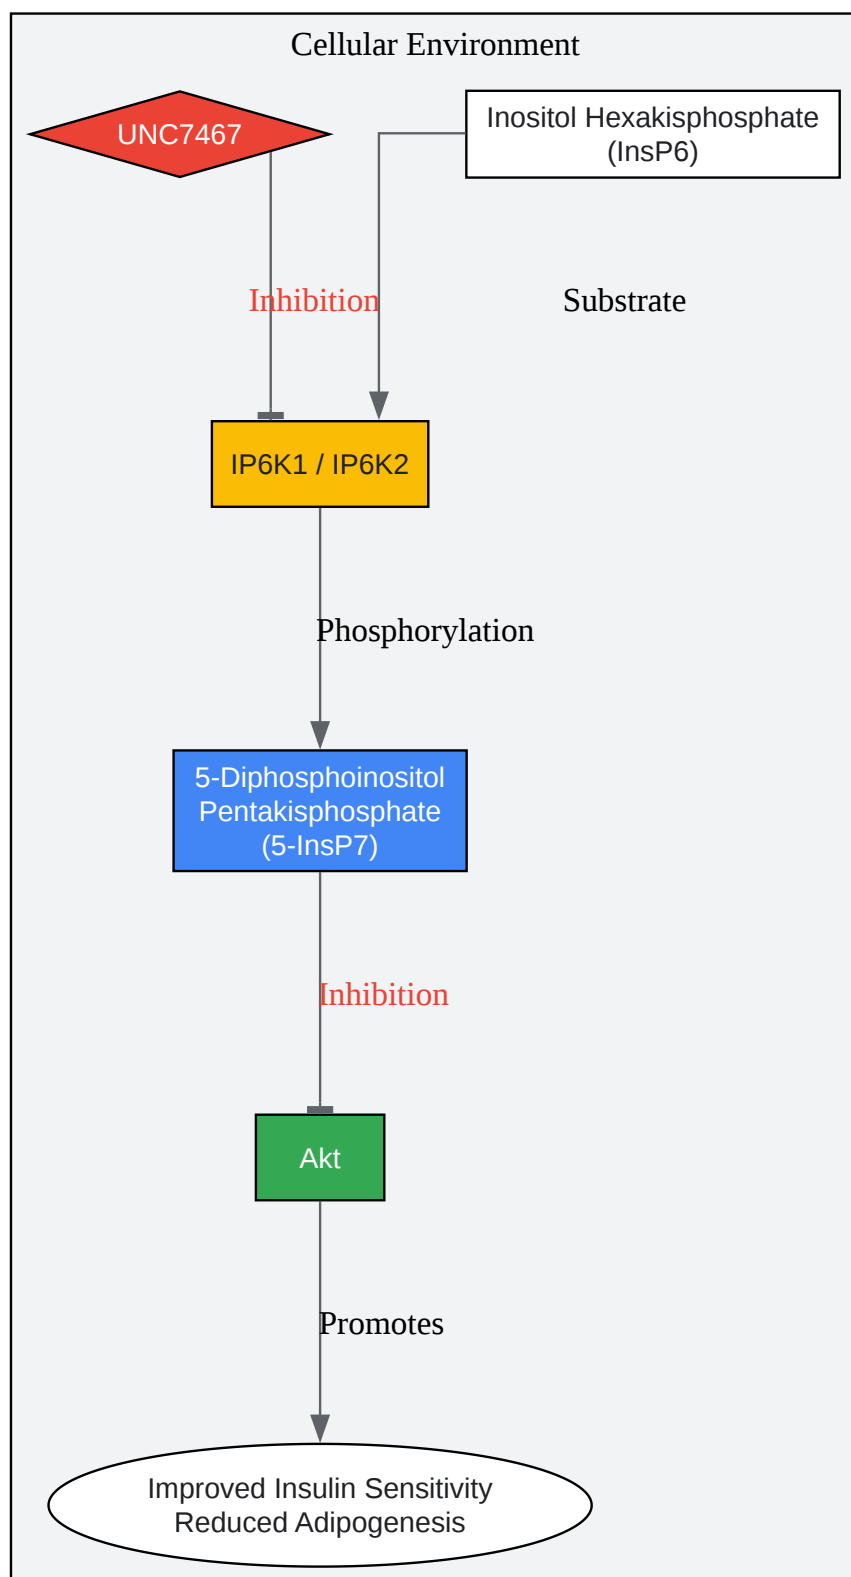 Cellular Environment
UNC7467
Inositol Hexakisphosphate
(InsP6)
Inhibition
Substrate
IP6K1 / IP6K2
Phosphorylation
5-Diphosphoinositol
Pentakisphosphate
(5-InsP7)
Inhibition
Akt
Promotes
Improved Insulin Sensitivity
Reduced Adipogenesis